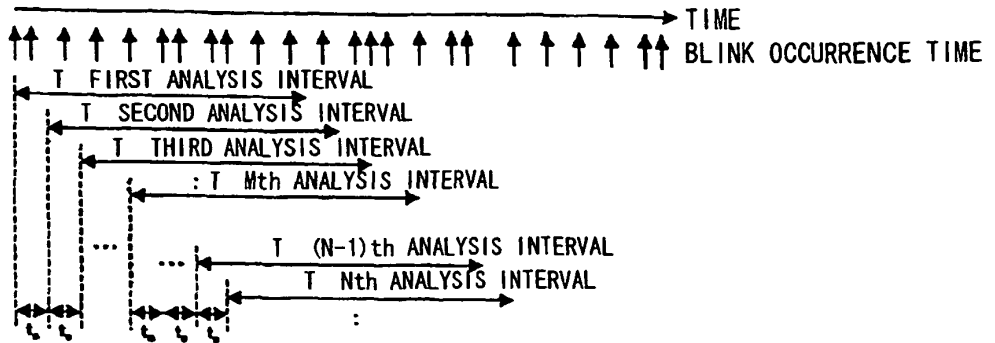 TIME
BLINK OCCURRENCE TIME
T FIRST ANALYSIS INTERVAL
T SECOND ANALYSIS INTERVAL
T THIRD ANALYSIS INTERVAL
: T Mth ANALYSIS INTERVAL
...
... T (N-1)th ANALYSIS INTERVAL
T Nth ANALYSIS INTERVAL
: